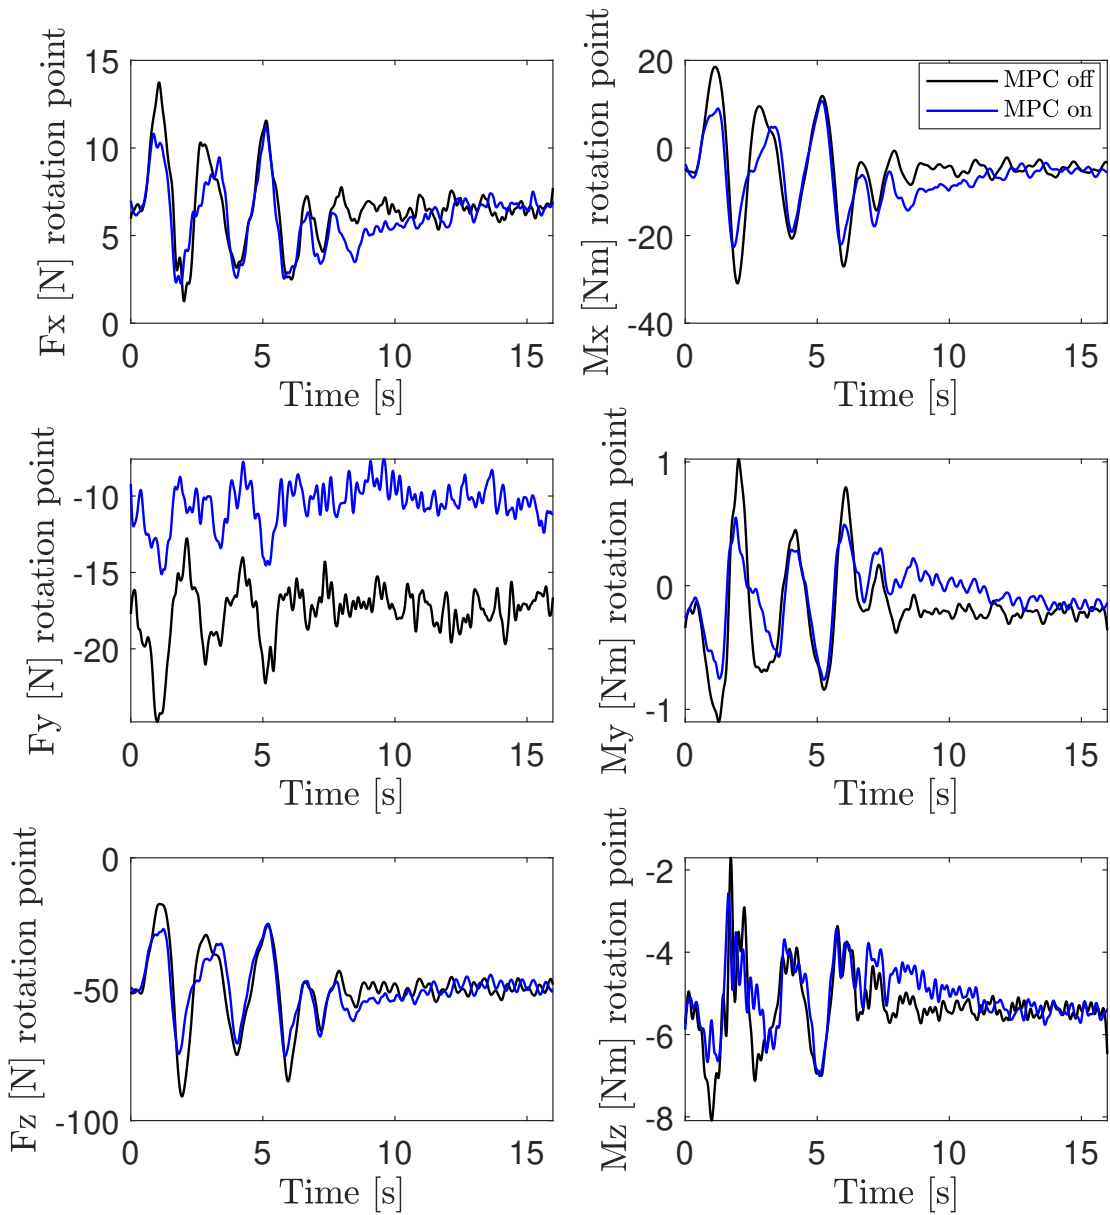 Fx [N] rotation point
15
10
5
0
0 5 10 15
Time [s]
Mx [Nm] rotation point
20
0
-20
-40
0 5 10 15
Time [s]
MPC off
MPC on
Fy [N] rotation point
-10
-15
-20
0 5 10 15
Time [s]
My [Nm] rotation point
1
0
-1
0 5 10 15
Time [s]
Fz [N] rotation point
0
-50
-100
0 5 10 15
Time [s]
Mz [Nm] rotation point
-2
-4
-6
-8
0 5 10 15
Time [s]